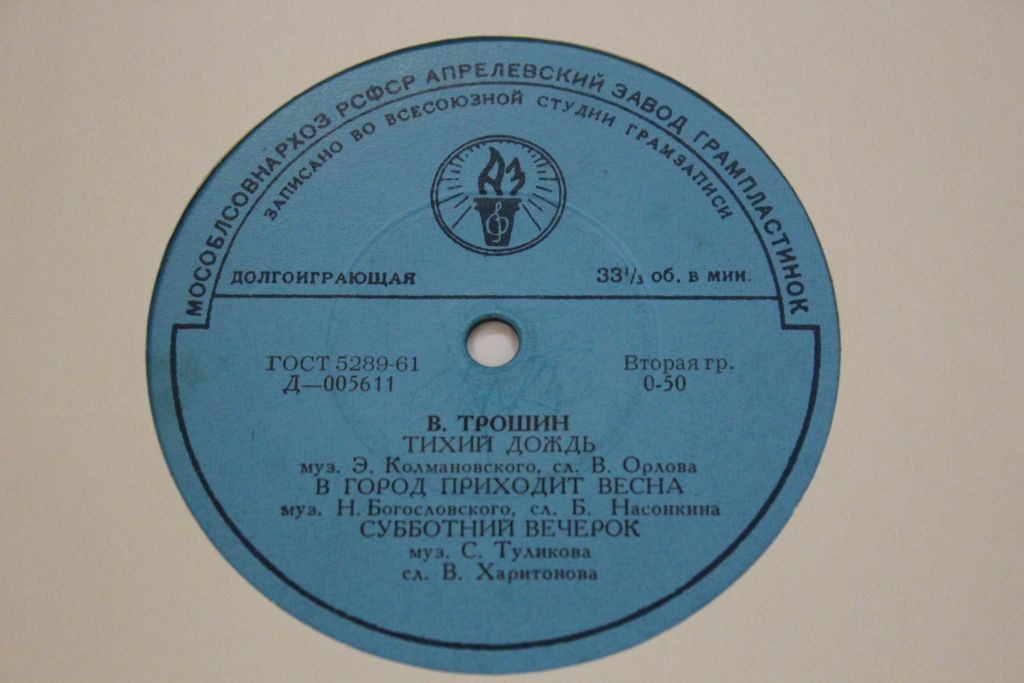 МОСОБЛСОВНАРХОЗ РСФСР АПРЕЛЕВСКИЙ ЗАВОД ГРАМПЛАСТИНОК
ЗАПИСАНО ВО ВСЕСОЮЗНОЙ СТУДИИ ГРАМЗАПИСИ
АЗ
ДОЛГОИГРАЮЩАЯ 33 1/3 об. в мин.
ГОСТ 5289-61 Вторая гр.
Д—005611 0-50
В. ТРОШИН
ТИХИЙ ДОЖДЬ
муз. Э. Колмановского, сл. В. Орлова
В ГОРОД ПРИХОДИТ ВЕСНА
муз. Н. Богословского, сл. Б. Насонкина
СУББОТНИЙ ВЕЧЕРОК
муз. С. Туликова
сл. В. Харитонова